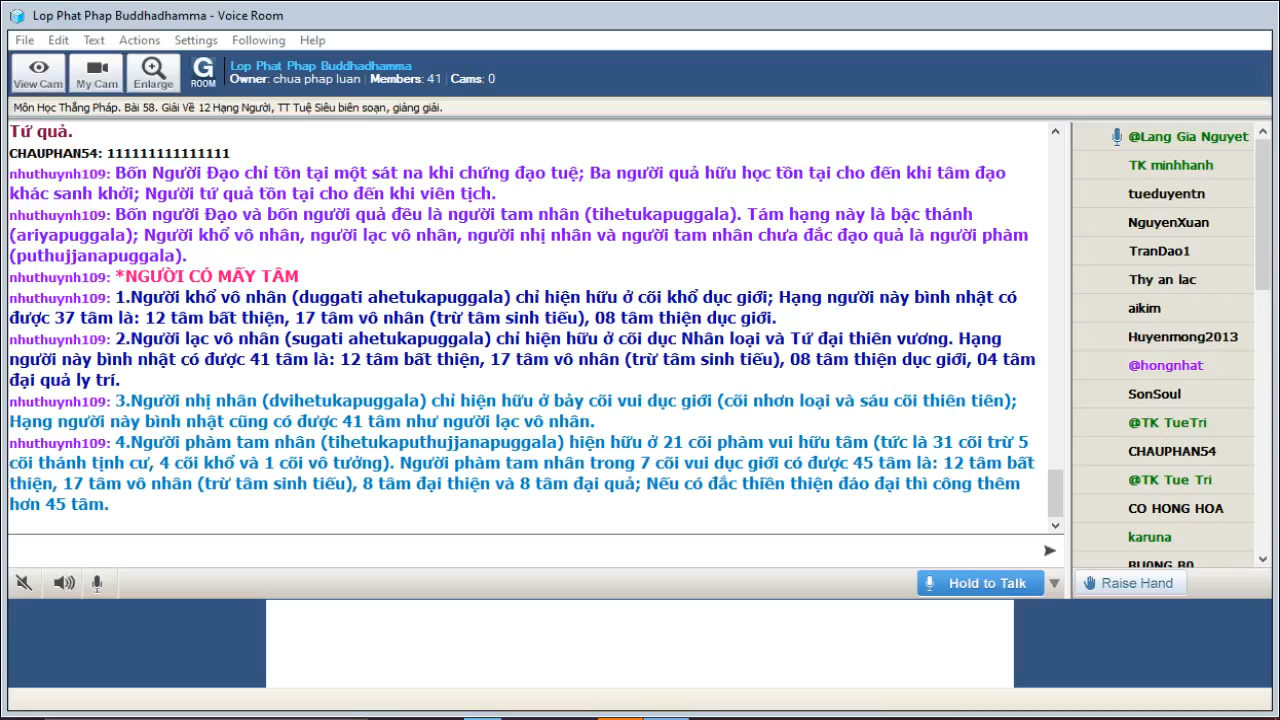 Lop Phat Phap Buddhadhamma - Voice Room
File Edit Text Actions Settings Following Help
View Cam My Cam Enlarge G ROOM
Lop Phat Phap Buddhadhamma
Owner: chua phap luan | Members: 41 | Cams: 0
Môn Học Thắng Pháp. Bài 58. Giải Về 12 Hạng Người, TT Tuệ Siêu biên soạn, giảng giải.
Tứ quả.
CHAUPHAN54: 111111111111111
nhuthuynh109: Bốn Người Đạo chỉ tồn tại một sát na khi chứng đạo tuệ; Ba người quả hữu học tồn tại cho đến khi tâm đạo
khác sanh khởi; Người tứ quả tồn tại cho đến khi viên tịch.
nhuthuynh109: Bốn người Đạo và bốn người quả đều là người tam nhân (tihetukapuggala). Tám hạng này là bậc thánh
(ariyapuggala); Người khổ vô nhân, người lạc vô nhân, người nhị nhân và người tam nhân chưa đắc đạo quả là người phàm
(puthujjanapuggala).
nhuthuynh109: *NGƯỜI CÓ MẤY TÂM
nhuthuynh109: 1.Người khổ vô nhân (duggati ahetukapuggala) chỉ hiện hữu ở cõi khổ dục giới; Hạng người này bình nhật có
được 37 tâm là: 12 tâm bất thiện, 17 tâm vô nhân (trừ tâm sinh tiếu), 08 tâm thiện dục giới.
nhuthuynh109: 2.Người lạc vô nhân (sugati ahetukapuggala) chỉ hiện hữu ở cõi dục Nhân loại và Tứ đại thiên vương. Hạng
người này bình nhật có được 41 tâm là: 12 tâm bất thiện, 17 tâm vô nhân (trừ tâm sinh tiếu), 08 tâm thiện dục giới, 04 tâm
đại quả ly trí.
nhuthuynh109: 3.Người nhị nhân (dvihetukapuggala) chỉ hiện hữu ở bảy cõi vui dục giới (cõi nhơn loại và sáu cõi thiên tiên);
Hạng người này bình nhật cũng có được 41 tâm như người lạc vô nhân.
nhuthuynh109: 4.Người phàm tam nhân (tihetukaputhujjanapuggala) hiện hữu ở 21 cõi phàm vui hữu tâm (tức là 31 cõi trừ 5
cõi thánh tịnh cư, 4 cõi khổ và 1 cõi vô tưởng). Người phàm tam nhân trong 7 cõi vui dục giới có được 45 tâm là: 12 tâm bất
thiện, 17 tâm vô nhân (trừ tâm sinh tiếu), 8 tâm đại thiện và 8 tâm đại quả; Nếu có đắc thiền thiện đáo đại thì công thêm
hơn 45 tâm.
@Lang Gia Nguyet
TK minhhanh
tueduyentn
NguyenXuan
TranDao1
Thy an lac
aikim
Huyenmong2013
@hongnhat
SonSoul
@TK TueTri
CHAUPHAN54
@TK Tue Tri
CO HONG HOA
karuna
BUONG BO
Hold to Talk
Raise Hand